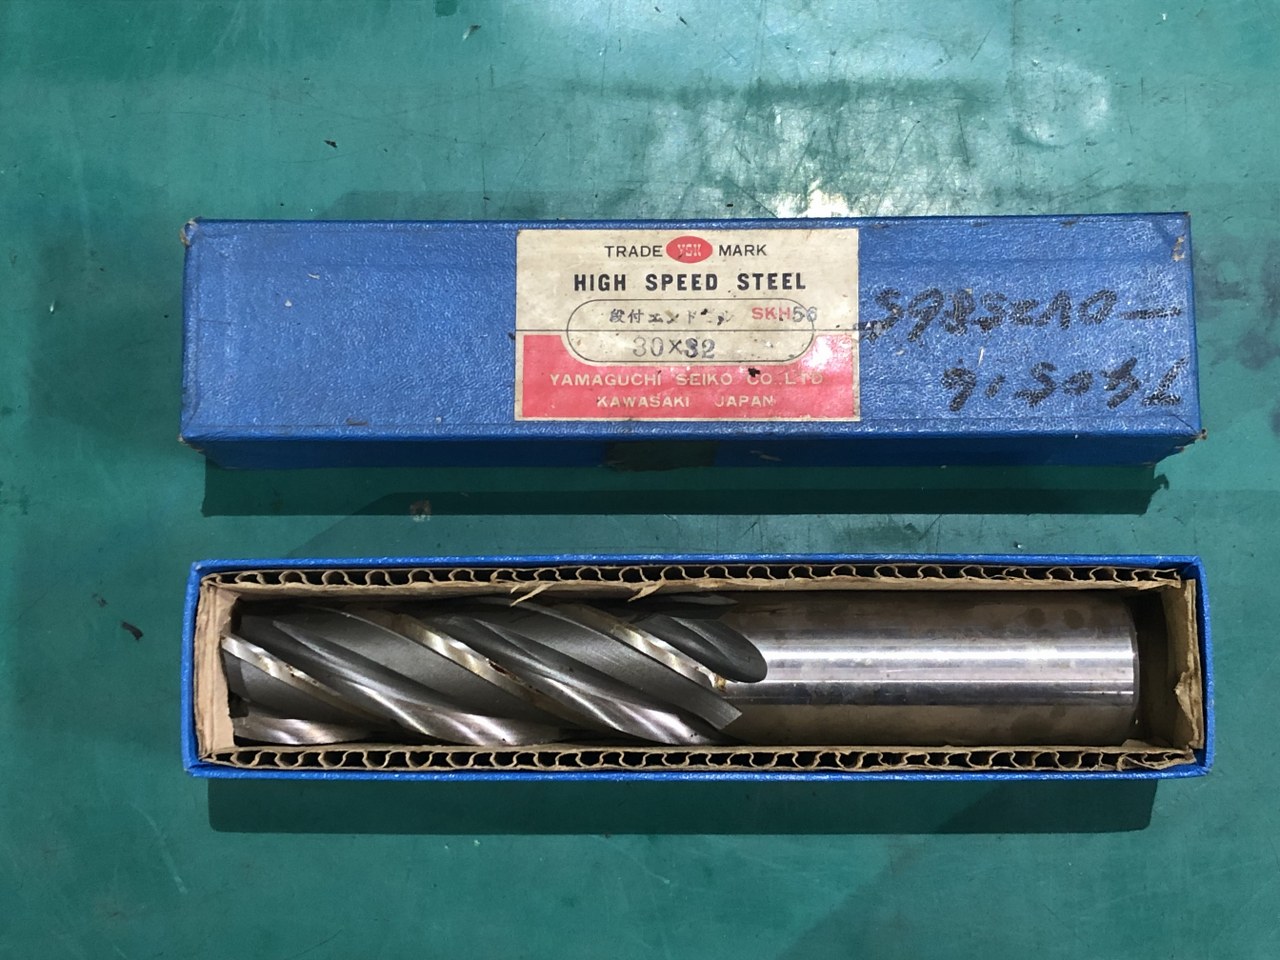 TRADE YSK MARK
HIGH SPEED STEEL
段付エンドミル SKH56
30×32
YAMAGUCHI SEIKO CO LTD
KAWASAKI JAPAN